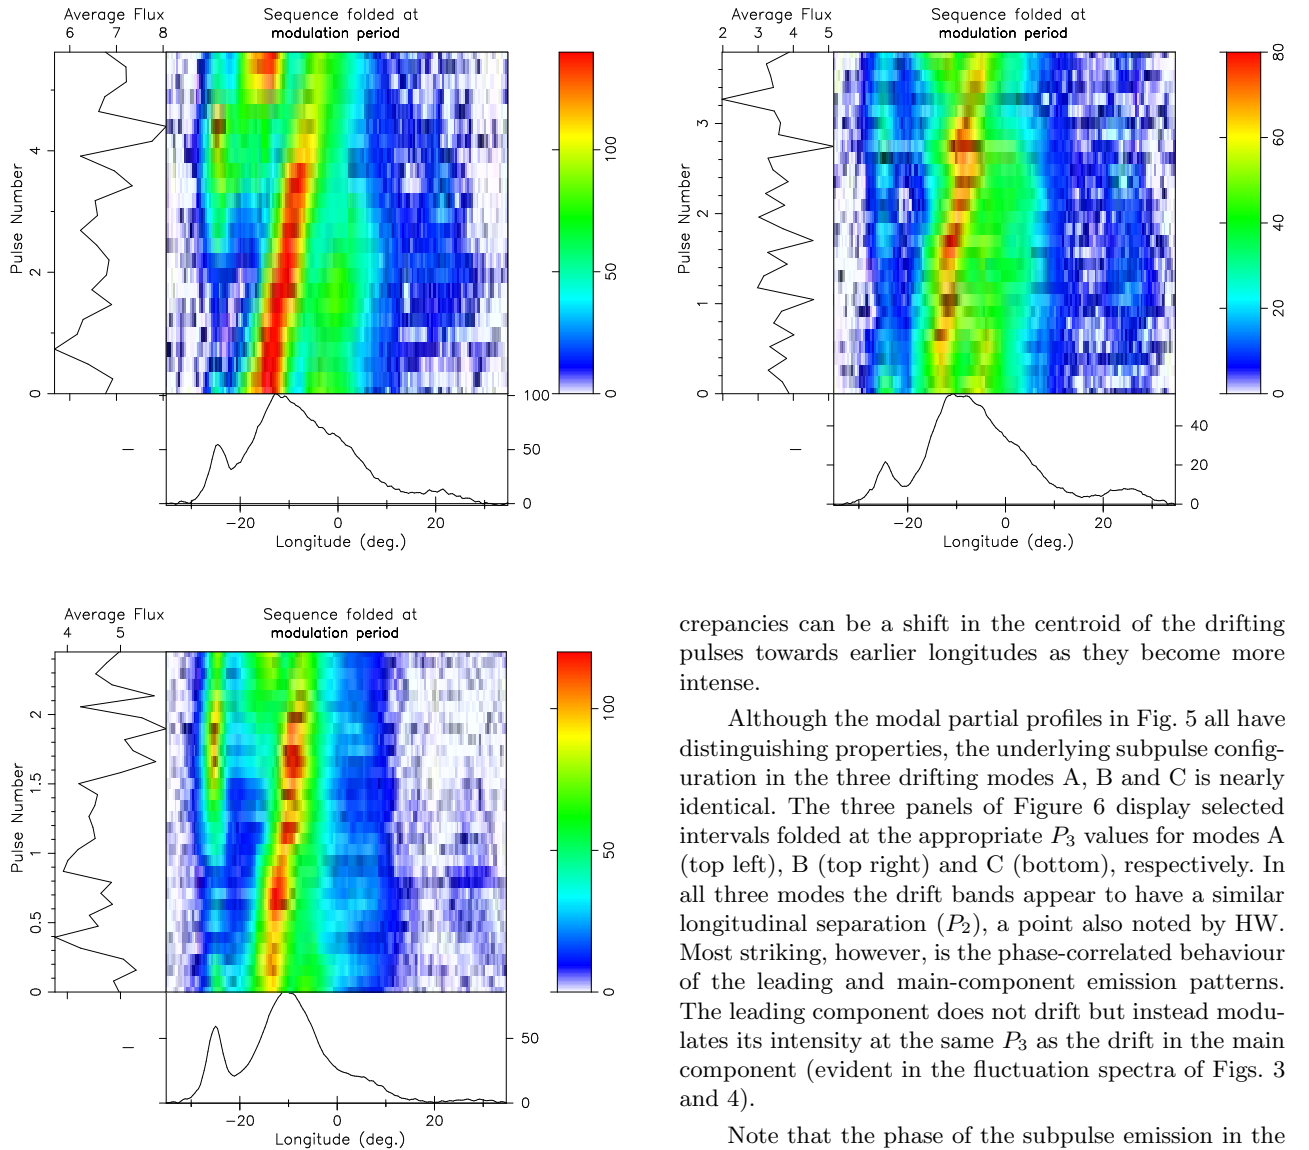 Average Flux
6 7 8
Sequence folded at
modulation period
Pulse Number
0 2 4
0 50 100
0 50 100
I
−20 0 20
Longitude (deg.)
Average Flux
2 3 4 5
Sequence folded at
modulation period
Pulse Number
0 1 2 3
0 20 40 60 80
0 20 40
I
−20 0 20
Longitude (deg.)
Average Flux
4 5
Sequence folded at
modulation period
Pulse Number
0 0.5 1 1.5 2
0 50 100
0 50
I
−20 0 20
Longitude (deg.)
crepancies can be a shift in the centroid of the drifting
pulses towards earlier longitudes as they become more
intense.
Although the modal partial profiles in Fig. 5 all have
distinguishing properties, the underlying subpulse config-
uration in the three drifting modes A, B and C is nearly
identical. The three panels of Figure 6 display selected
intervals folded at the appropriate P3 values for modes A
(top left), B (top right) and C (bottom), respectively. In
all three modes the drift bands appear to have a similar
longitudinal separation (P2), a point also noted by HW.
Most striking, however, is the phase-correlated behaviour
of the leading and main-component emission patterns.
The leading component does not drift but instead modu-
lates its intensity at the same P3 as the drift in the main
component (evident in the fluctuation spectra of Figs. 3
and 4).
Note that the phase of the subpulse emission in the